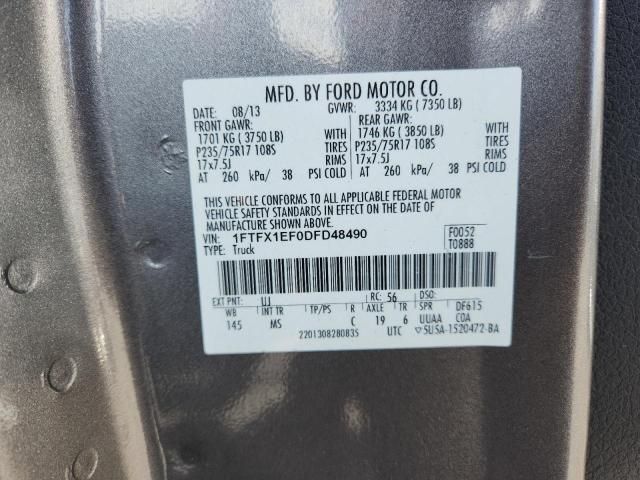 MFD. BY FORD MOTOR CO.
DATE: 08/13 GVWR: 3334 KG ( 7350 LB)
FRONT GAWR: REAR GAWR:
1701 KG ( 3750 LB) WITH 1746 KG ( 3850 LB) WITH
P235/75R17 108S TIRES P235/75R17 108S TIRES
17x7.5J RIMS 17x7.5J RIMS
AT 260 kPa/ 38 PSI COLD AT 260 kPa/ 38 PSI COLD
THIS VEHICLE CONFORMS TO ALL APPLICABLE FEDERAL MOTOR
VEHICLE SAFETY STANDARDS IN EFFECT ON THE DATE OF
MANUFACTURE SHOWN ABOVE.
VIN: 1FTFX1EF0DFD48490 F0052
TYPE: Truck T0888
EXT PNT: UJ RC: 56 DSO:
WB INT TR TP/PS R AXLE TR SPR DF615
145 MS C 19 6 UUAA COA
220130828083S UTC ▽5USA-1520472-BA